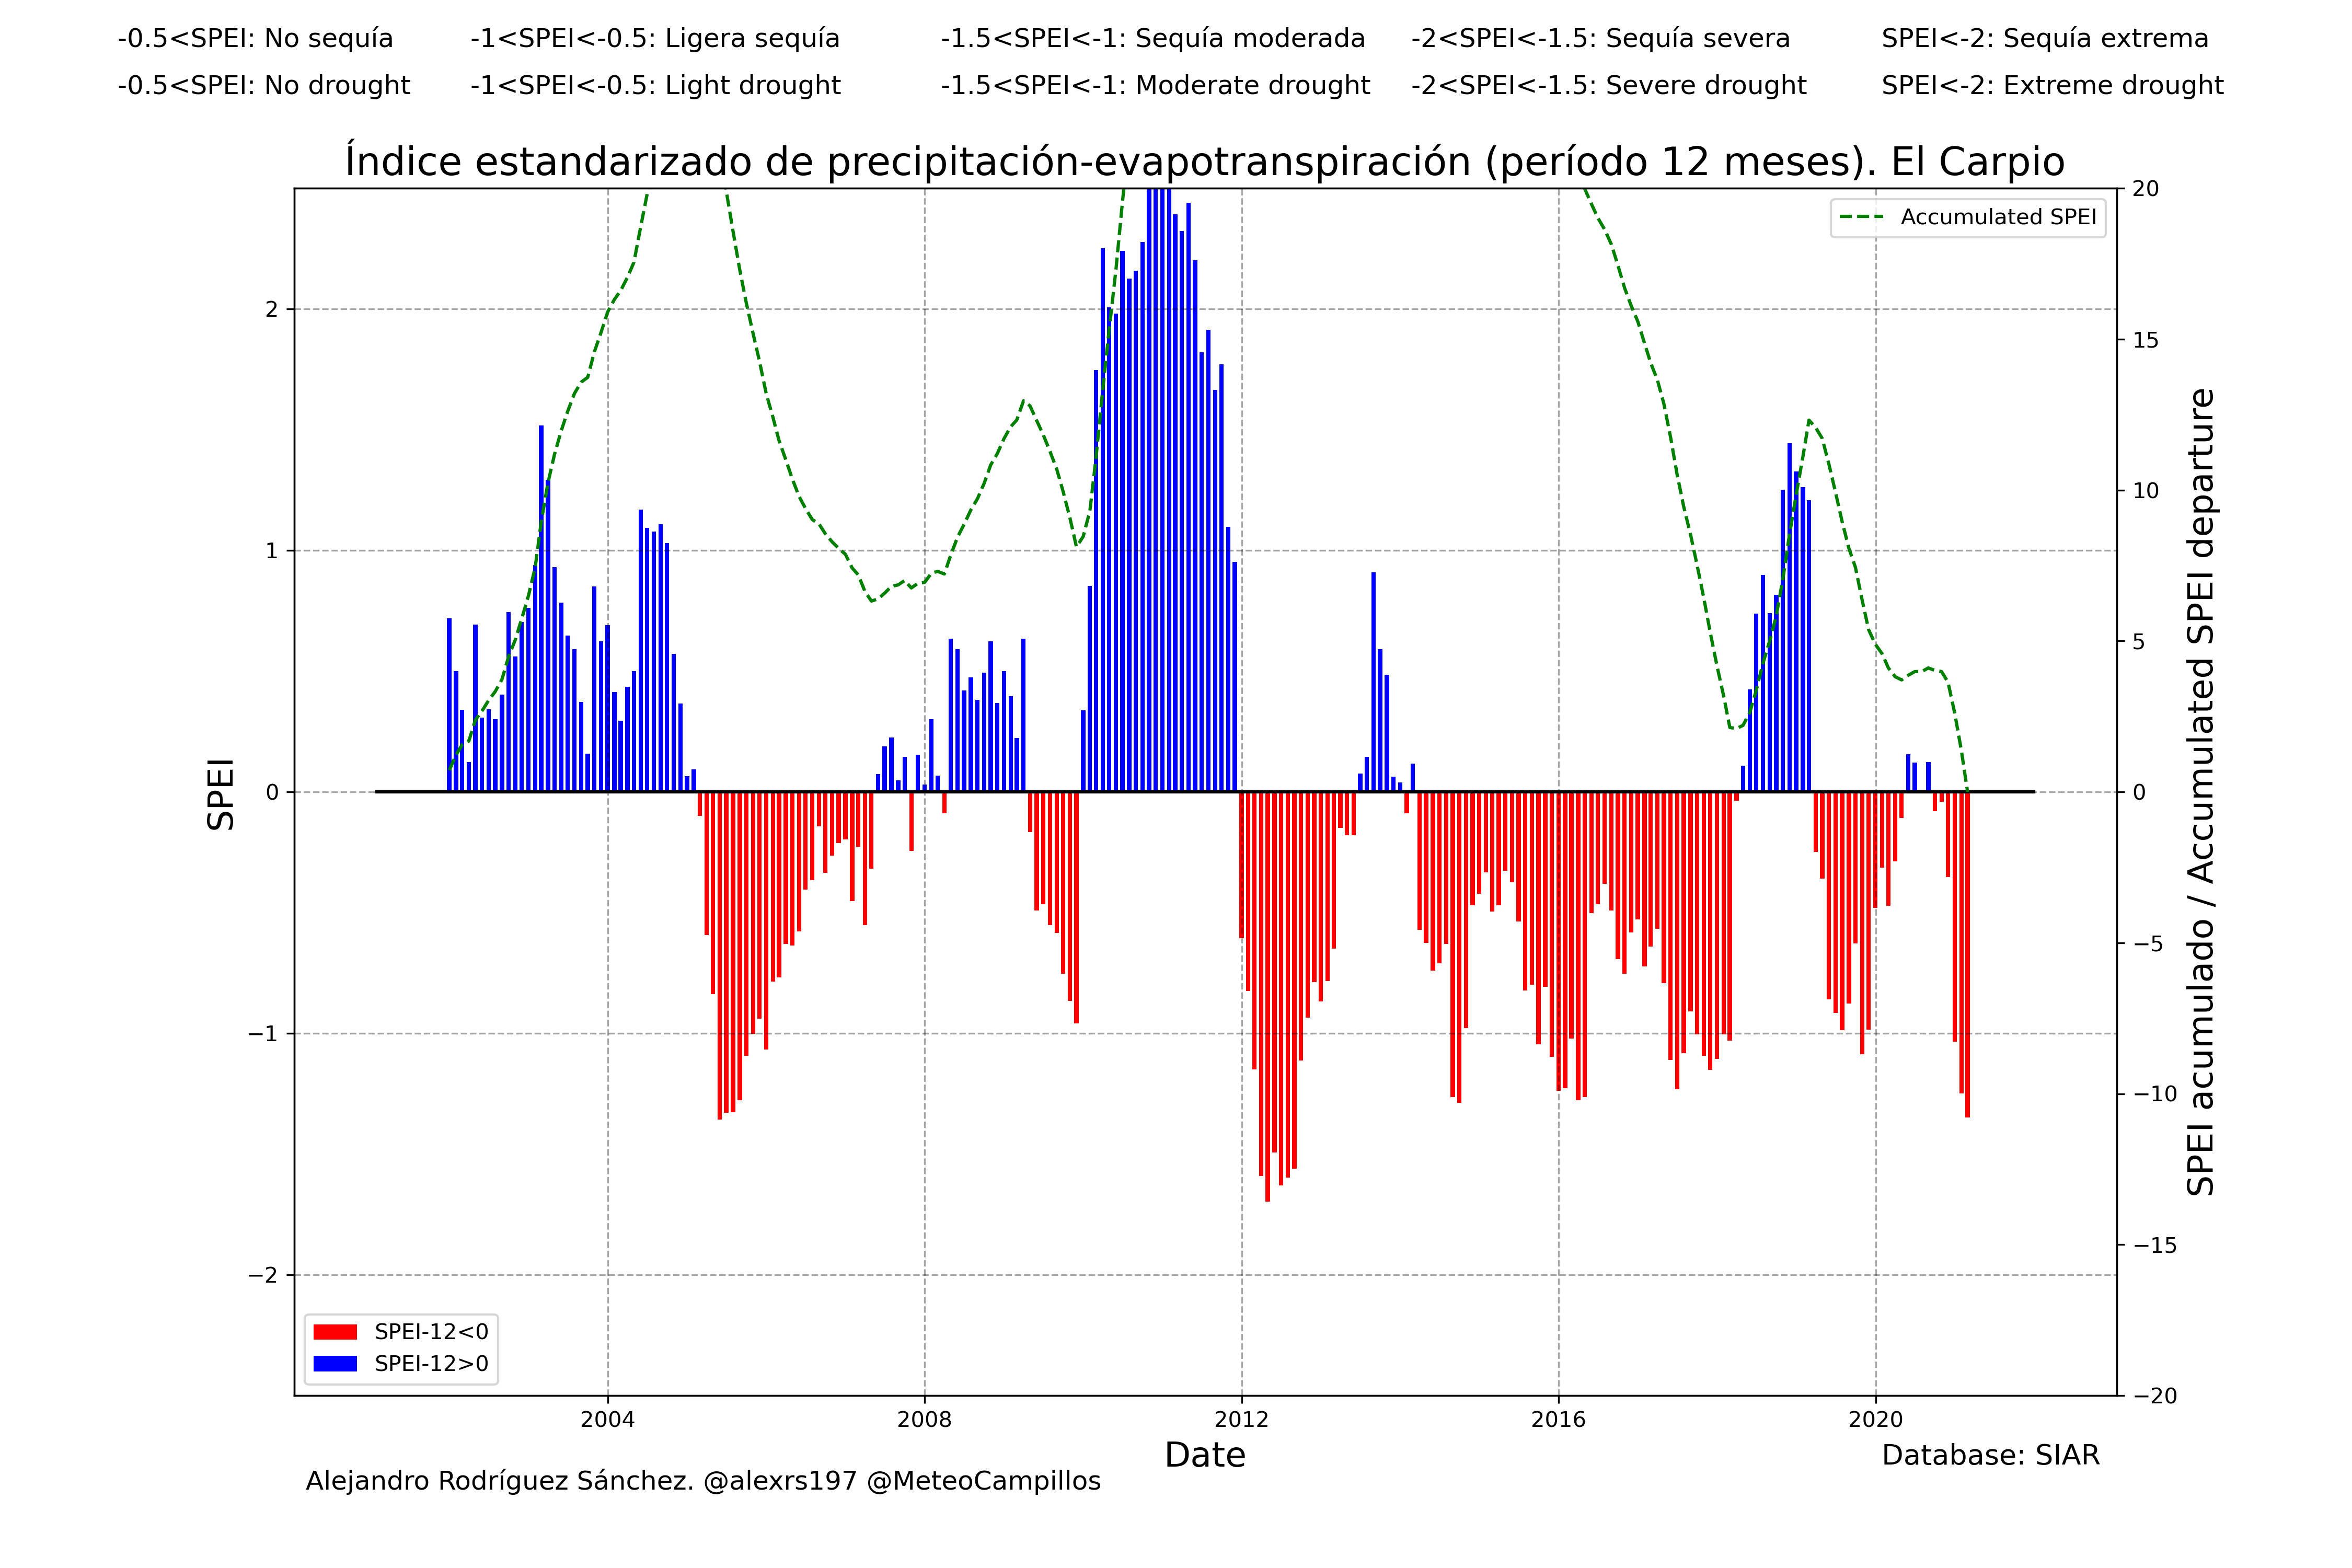 -0.5<SPEI: No sequía -1<SPEI<-0.5: Ligera sequía -1.5<SPEI<-1: Sequía moderada -2<SPEI<-1.5: Sequía severa SPEI<-2: Sequía extrema
-0.5<SPEI: No drought -1<SPEI<-0.5: Light drought -1.5<SPEI<-1: Moderate drought -2<SPEI<-1.5: Severe drought SPEI<-2: Extreme drought
Índice estandarizado de precipitación-evapotranspiración (período 12 meses). El Carpio
Accumulated SPEI
SPEI
2
1
0
−1
−2
20
15
10
5
0
−5
−10
−15
−20
SPEI acumulado / Accumulated SPEI departure
SPEI-12<0
SPEI-12>0
2004 2008 2012 2016 2020
Date
Database: SIAR
Alejandro Rodríguez Sánchez. @alexrs197 @MeteoCampillos